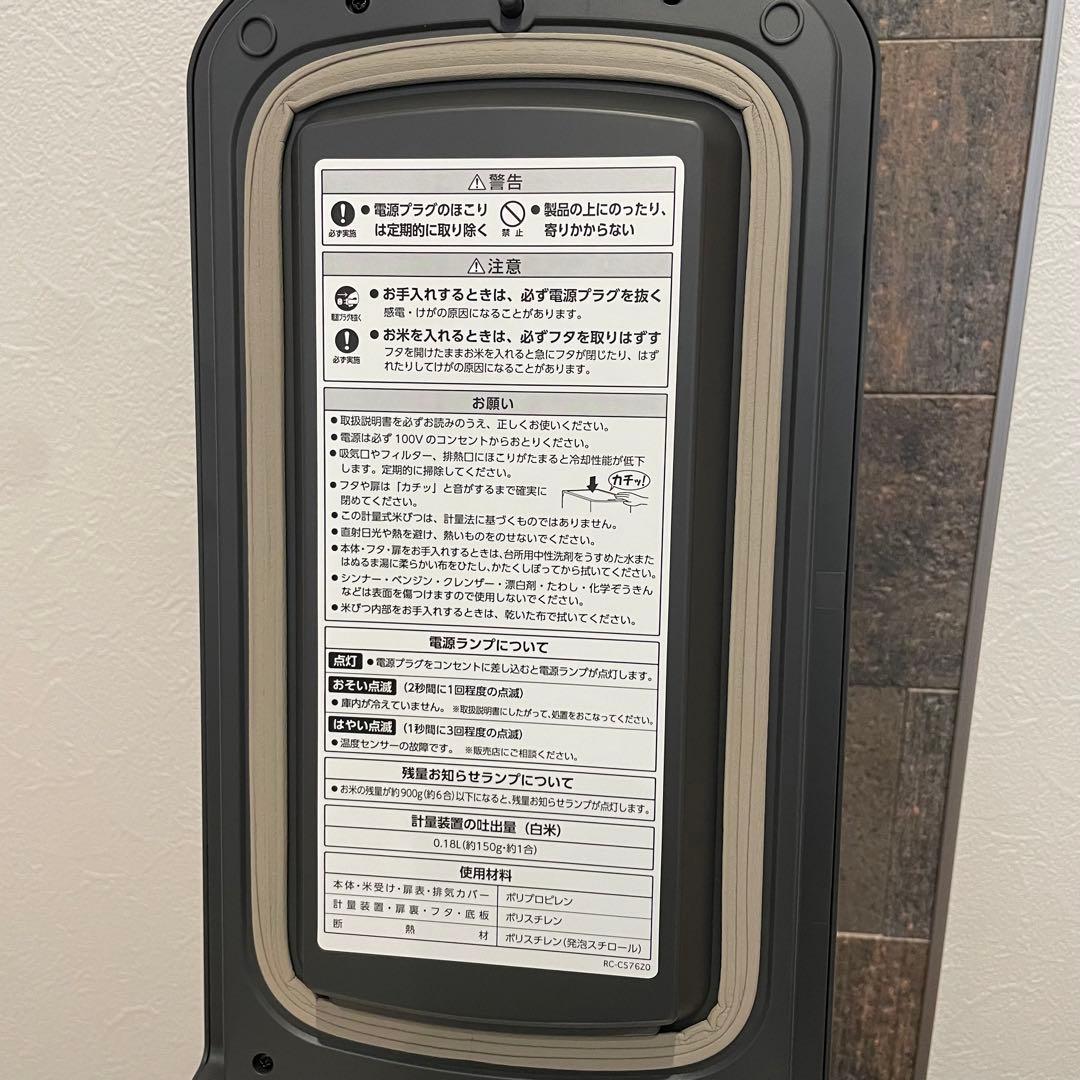 ⚠警告
必ず実施
● 電源プラグのほこり
は定期的に取り除く
禁止
● 製品の上にのったり、
寄りかからない
⚠注意
電源プラグを抜く
● お手入れするときは、必ず電源プラグを抜く
感電・けがの原因になることがあります。
必ず実施
● お米を入れるときは、必ずフタを取りはずす
フタを開けたままお米を入れると急にフタが閉じたり、はず
れたりしてけがの原因になることがあります。
お願い
● 取扱説明書を必ずお読みのうえ、正しくお使いください。
● 電源は必ず100Vのコンセントからおとりください。
● 吸気口やフィルター、排熱口にほこりがたまると冷却性能が低下
します。定期的に掃除してください。
● フタや扉は「カチッ」と音がするまで確実に
閉めてください。
カチッ!
● この計量式米びつは、計量法に基づくものではありません。
● 直射日光や熱を避け、熱いものをのせないでください。
● 本体・フタ・扉をお手入れするときは、台所用中性洗剤をうすめた水また
はぬるま湯に柔らかい布をひたし、かたくしぼってから拭いてください。
● シンナー・ベンジン・クレンザー・漂白剤・たわし・化学ぞうきん
などは表面を傷つけますので使用しないでください。
● 米びつ内部をお手入れするときは、乾いた布で拭いてください。
電源ランプについて
点灯 ● 電源プラグをコンセントに差し込むと電源ランプが点灯します。
おそい点滅 (2秒間に1回程度の点滅)
● 庫内が冷えていません。 ※取扱説明書にしたがって、処置をおこなってください。
はやい点滅 (1秒間に3回程度の点滅)
● 温度センサーの故障です。 ※販売店にご相談ください。
残量お知らせランプについて
● お米の残量が約900g(約6合)以下になると、残量お知らせランプが点灯します。
計量装置の吐出量(白米)
0.18L(約150g・約1合)
使用材料
本体・米受け・扉表・排気カバー ポリプロピレン
計量装置・扉裏・フタ・底板 ポリスチレン
断熱材 ポリスチレン(発泡スチロール)
RC-CS76Z0